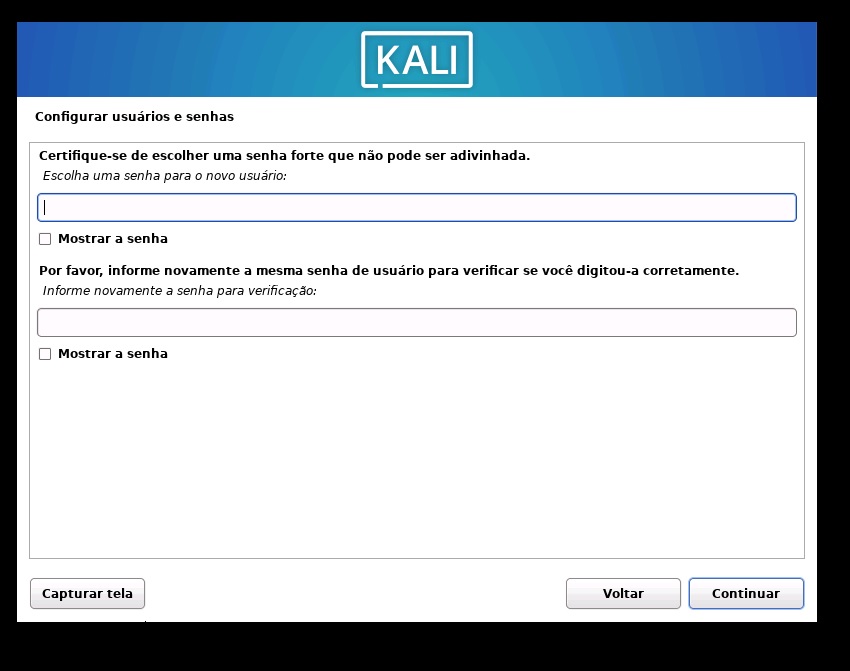 KALI
Configurar usuários e senhas
Certifique-se de escolher uma senha forte que não pode ser adivinhada.
Escolha uma senha para o novo usuário:
Mostrar a senha
Por favor, informe novamente a mesma senha de usuário para verificar se você digitou-a corretamente.
Informe novamente a senha para verificação:
Mostrar a senha
Capturar tela
Voltar
Continuar